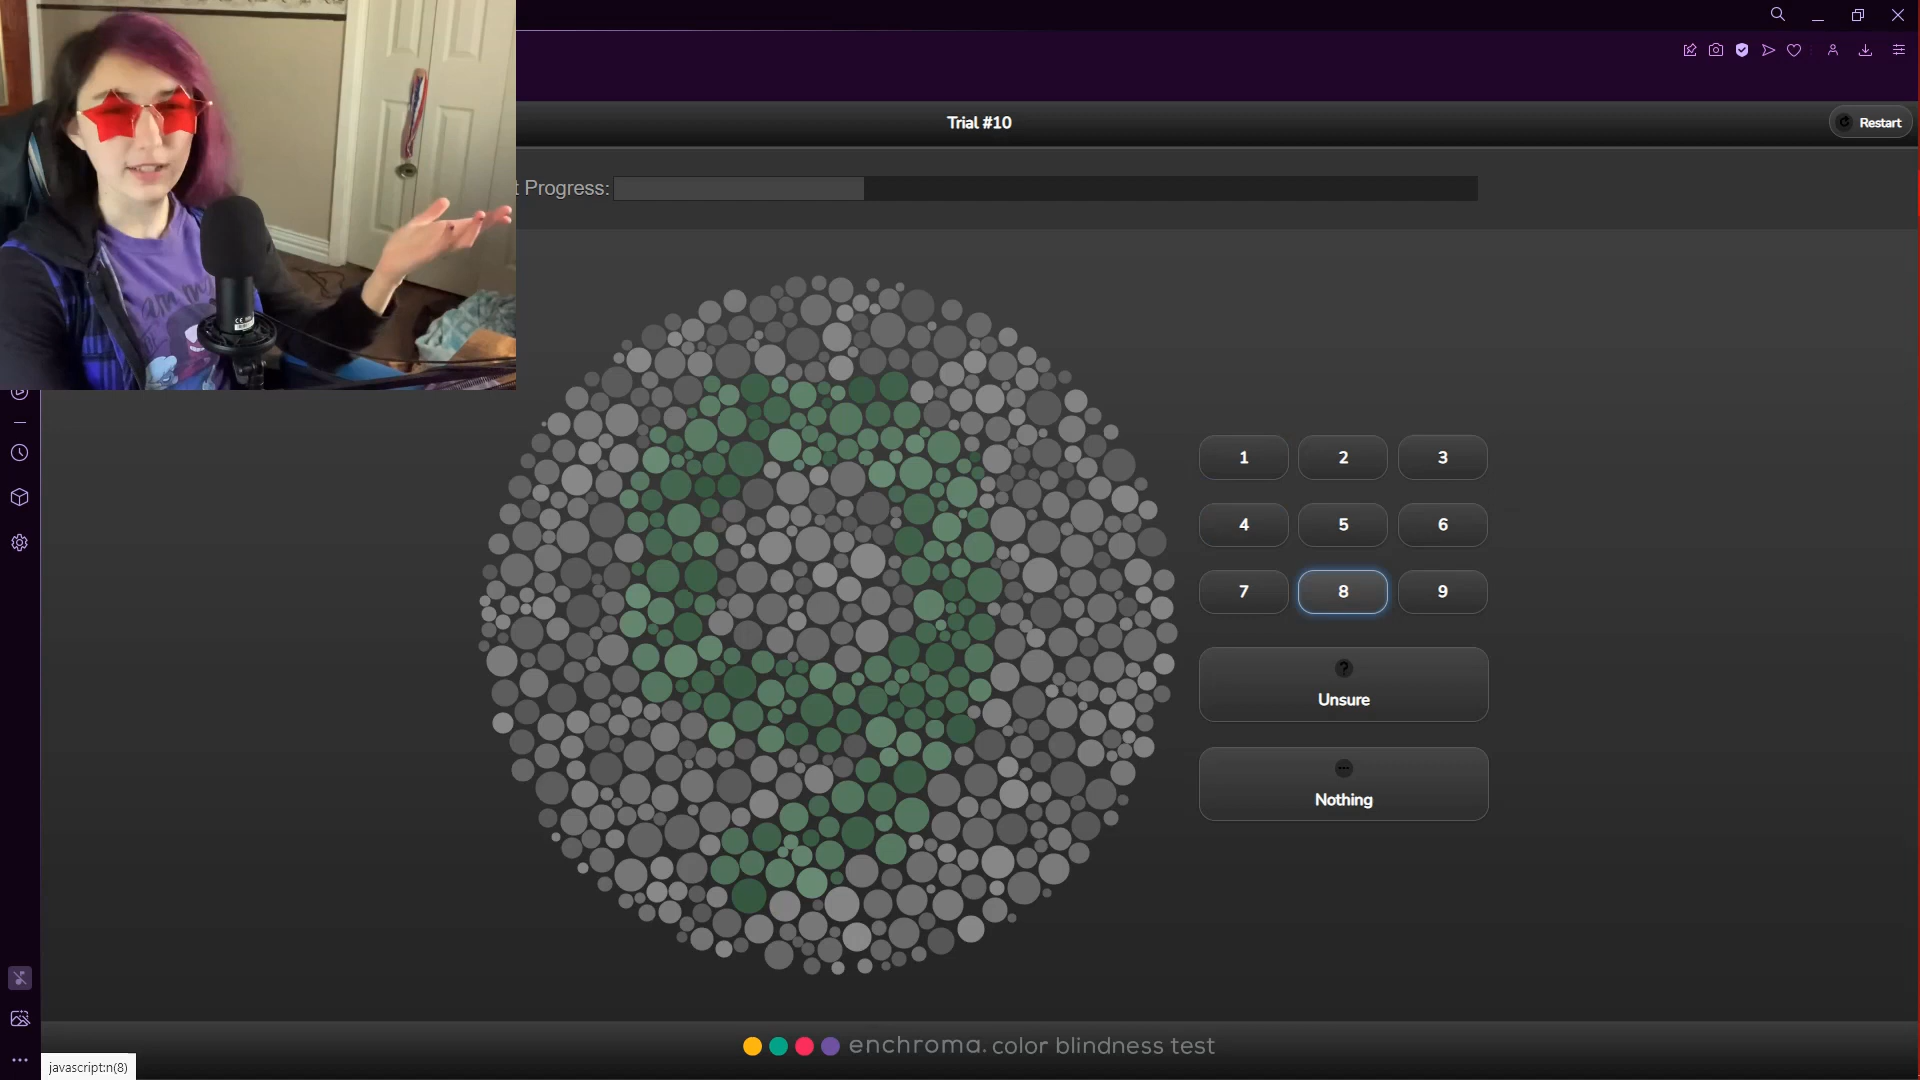 Trial #10
Restart
t Progress:
1 2 3
4 5 6
7 8 9
?
Unsure
Nothing
enchroma. color blindness test
javascript:n(8)